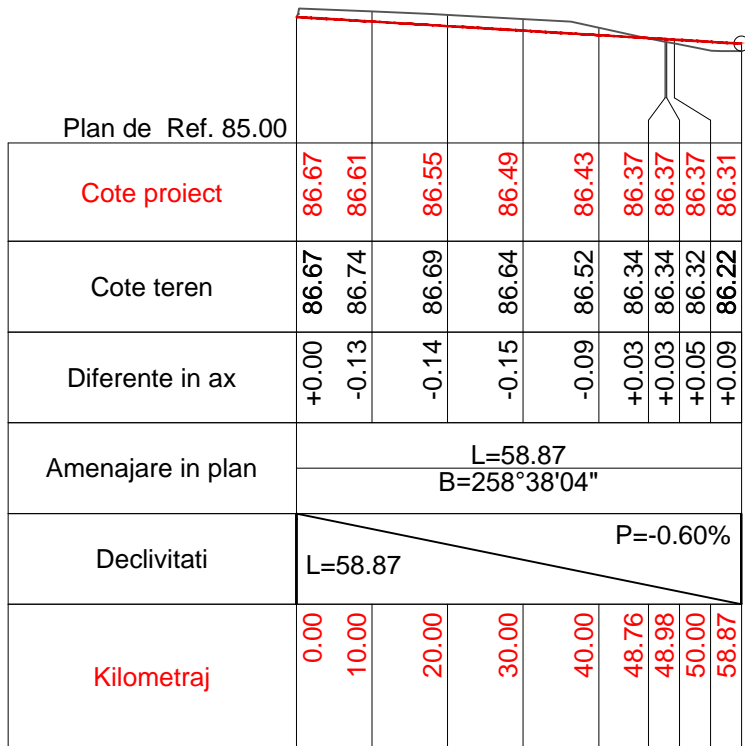 Plan de Ref. 85.00
Cote proiect 86.67 86.61 86.55 86.49 86.43 86.37 86.37 86.37 86.31
Cote teren 86.67 86.74 86.69 86.64 86.52 86.34 86.34 86.32 86.22
Diferente in ax +0.00 -0.13 -0.14 -0.15 -0.09 +0.03 +0.03 +0.05 +0.09
Amenajare in plan
L=58.87
B=258°38'04"
Declivitati
P=-0.60%
L=58.87
Kilometraj 0.00 10.00 20.00 30.00 40.00 48.76 48.98 50.00 58.87